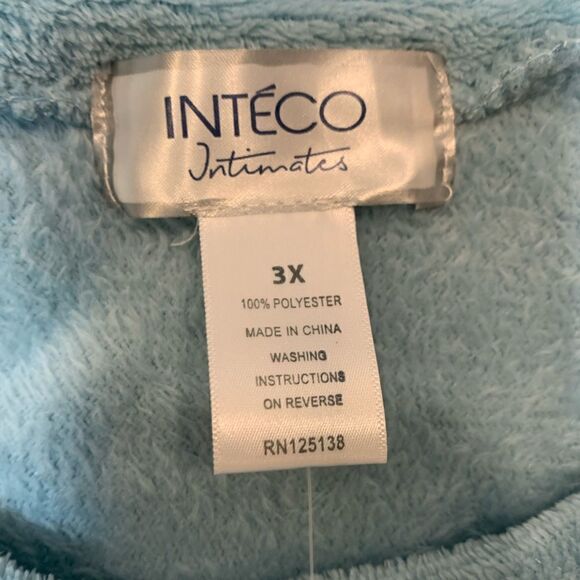 INTÉCO
Intimates
3X
100% POLYESTER
MADE IN CHINA
WASHING
INSTRUCTIONS
ON REVERSE
RN125138